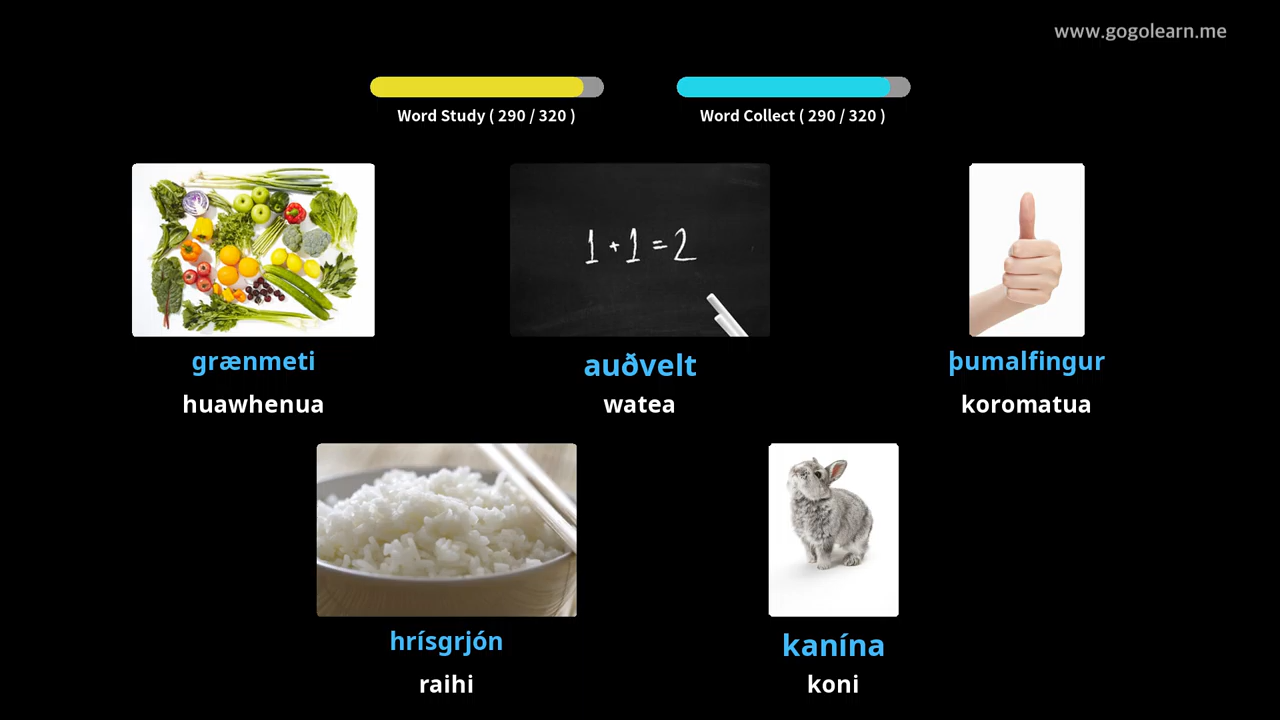 www.gogolearn.me
Word Study ( 290 / 320 )
Word Collect ( 290 / 320 )
1 + 1 = 2
grænmeti
huawhenua
auðvelt
watea
þumalfingur
koromatua
hrísgrjón
raihi
kanína
koni